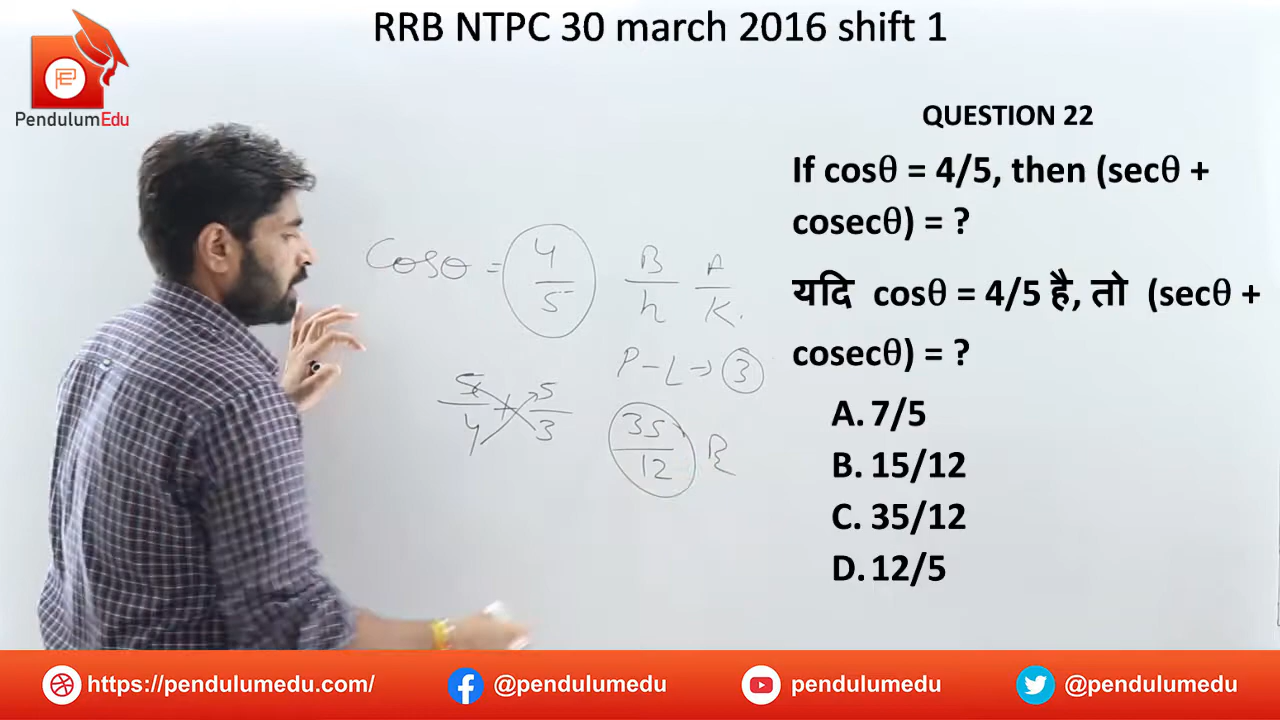 RRB NTPC 30 march 2016 shift 1
PendulumEdu
QUESTION 22
If cosθ = 4/5, then (secθ +
cosecθ) = ?
यदि cosθ = 4/5 है, तो (secθ +
cosecθ) = ?
A. 7/5
B. 15/12
C. 35/12
D. 12/5
Cosθ = 4/5 B/h A/K
P-L→3
5/4 + 5/3 35/12
https://pendulumedu.com/
@pendulumedu
pendulumedu
@pendulumedu